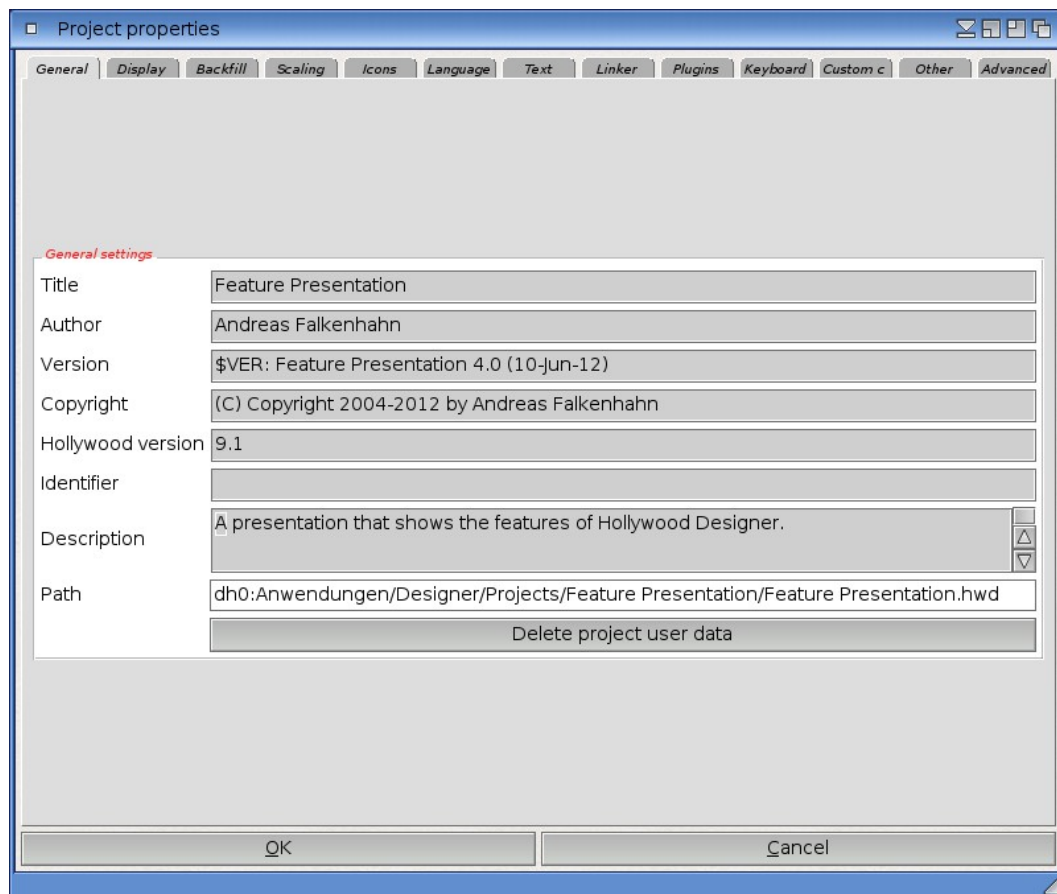 Project properties
General Display Backfill Scaling Icons Language Text Linker Plugins Keyboard Custom c Other Advanced
General settings
Title Feature Presentation
Author Andreas Falkenhahn
Version $VER: Feature Presentation 4.0 (10-Jun-12)
Copyright (C) Copyright 2004-2012 by Andreas Falkenhahn
Hollywood version 9.1
Identifier
Description A presentation that shows the features of Hollywood Designer.
Path dh0:Anwendungen/Designer/Projects/Feature Presentation/Feature Presentation.hwd
Delete project user data
OK Cancel